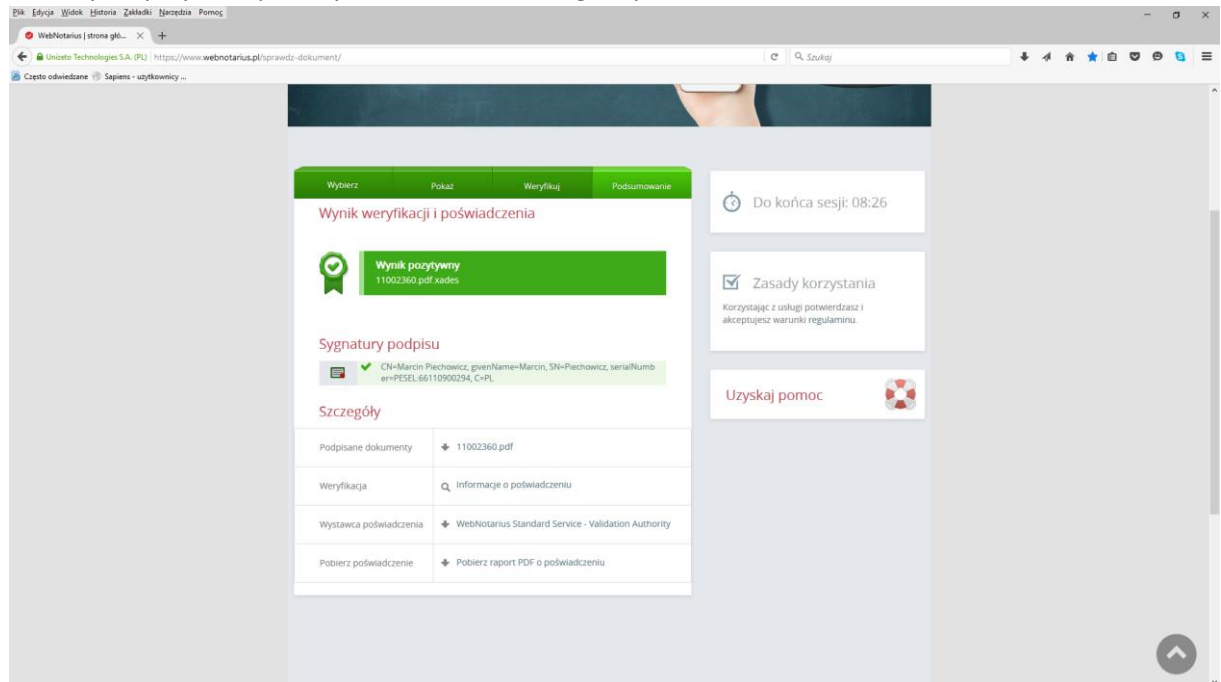 Plik Edycja Widok Historia Zakładki Narzędzia Pomoc
WebNotarius | strona głó...
Unizeto Technologies S.A. (PL) https://www.webnotarius.pl/sprawdz-dokument/
Szukaj
Często odwiedzane Sapiens - użytkownicy ...
Wybierz Pokaż Weryfikuj Podsumowanie
Wynik weryfikacji i poświadczenia
Wynik pozytywny
11002360.pdf.xades
Sygnatury podpisu
CN=Marcin Piechowicz, givenName=Marcin, SN=Piechowicz, serialNumb
er=PESEL:66110900294, C=PL
Szczegóły
Podpisane dokumenty 11002360.pdf
Weryfikacja Informacje o poświadczeniu
Wystawca poświadczenia WebNotarius Standard Service - Validation Authority
Pobierz poświadczenie Pobierz raport PDF o poświadczeniu
Do końca sesji: 08:26
Zasady korzystania
Korzystając z usługi potwierdzasz i
akceptujesz warunki regulaminu.
Uzyskaj pomoc